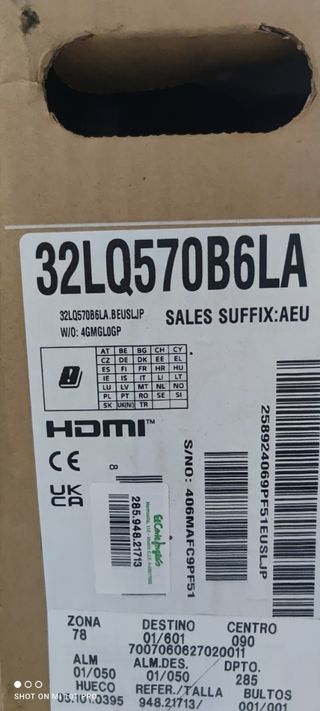 32LQ570B6LA
32LQ570B6LA.BEUSLJP
SALES SUFFIX:AEU
W/O: 4GMGL0GP
AT BE BG CH CY
CZ DE DK EE EL
ES FI FR HR HU
IE IS IT LI LT
LU LV MT NL NO
PL PT RO SE SI
SK UK(NI) TR
HDMI™
CE
UKCA
8
El Corte Inglés
285.948.21713
S/NO: 406MAFC9PF51
258924069PF51EUSLJP
ZONA DESTINO CENTRO
78 01/601 090
7007060627020011
ALM ALM.DES. DPTO.
01/050 01/050 285
HUECO REFER./TALLA BULTOS
948.21713/ 001/001
SHOT ON MI 10T PRO